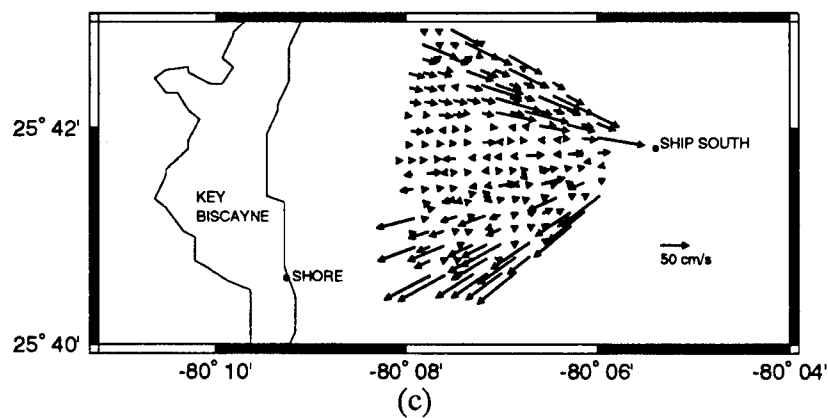 25° 42'
SHIP SOUTH
KEY
BISCAYNE
50 cm/s
SHORE
25° 40'
-80° 10'
-80° 08'
-80° 06'
-80° 04'
(c)